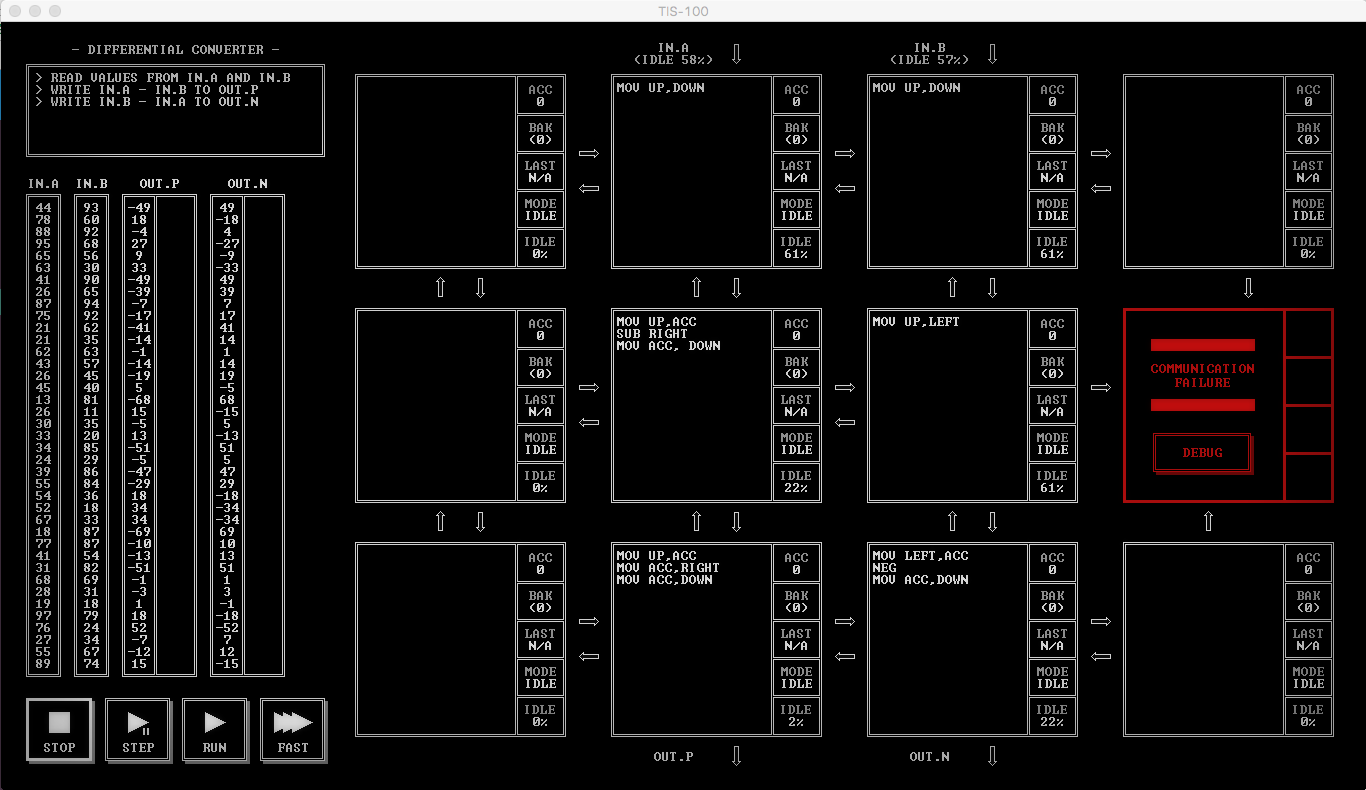 TIS-100
- DIFFERENTIAL CONVERTER -
> READ VALUES FROM IN.A AND IN.B
> WRITE IN.A - IN.B TO OUT.P
> WRITE IN.B - IN.A TO OUT.N
IN.A IN.B OUT.P OUT.N
44 93 -49 49
78 60 18 -18
88 92 -4 4
95 68 27 -27
65 56 9 -9
63 30 33 -33
41 90 -49 49
26 65 -39 39
87 94 -7 7
75 92 -17 17
21 62 -41 41
21 35 -14 14
62 63 -1 1
43 57 -14 14
26 45 -19 19
45 40 5 -5
13 81 -68 68
26 11 15 -15
30 35 -5 5
33 20 13 -13
34 85 -51 51
24 29 -5 5
39 86 -47 47
55 84 -29 29
54 36 18 -18
52 18 34 -34
67 33 34 -34
18 87 -69 69
77 87 -10 10
41 54 -13 13
31 82 -51 51
68 69 -1 1
28 31 -3 3
19 18 1 -1
97 79 18 -18
76 24 52 -52
27 34 -7 7
55 67 -12 12
89 74 15 -15
STOP STEP RUN FAST
IN.A
(IDLE 58%)
IN.B
(IDLE 57%)
ACC
0
BAK
(0)
LAST
N/A
MODE
IDLE
IDLE
0%
MOV UP,DOWN
ACC
0
BAK
(0)
LAST
N/A
MODE
IDLE
IDLE
61%
MOV UP,DOWN
ACC
0
BAK
(0)
LAST
N/A
MODE
IDLE
IDLE
61%
ACC
0
BAK
(0)
LAST
N/A
MODE
IDLE
IDLE
0%
ACC
0
BAK
(0)
LAST
N/A
MODE
IDLE
IDLE
0%
MOV UP,ACC
SUB RIGHT
MOV ACC, DOWN
ACC
0
BAK
(0)
LAST
N/A
MODE
IDLE
IDLE
22%
MOV UP,LEFT
ACC
0
BAK
(0)
LAST
N/A
MODE
IDLE
IDLE
61%
COMMUNICATION
FAILURE
DEBUG
ACC
0
BAK
(0)
LAST
N/A
MODE
IDLE
IDLE
0%
MOV UP,ACC
MOV ACC,RIGHT
MOV ACC,DOWN
ACC
0
BAK
(0)
LAST
N/A
MODE
IDLE
IDLE
2%
MOV LEFT,ACC
NEG
MOV ACC,DOWN
ACC
0
BAK
(0)
LAST
N/A
MODE
IDLE
IDLE
22%
ACC
0
BAK
(0)
LAST
N/A
MODE
IDLE
IDLE
0%
OUT.P
OUT.N